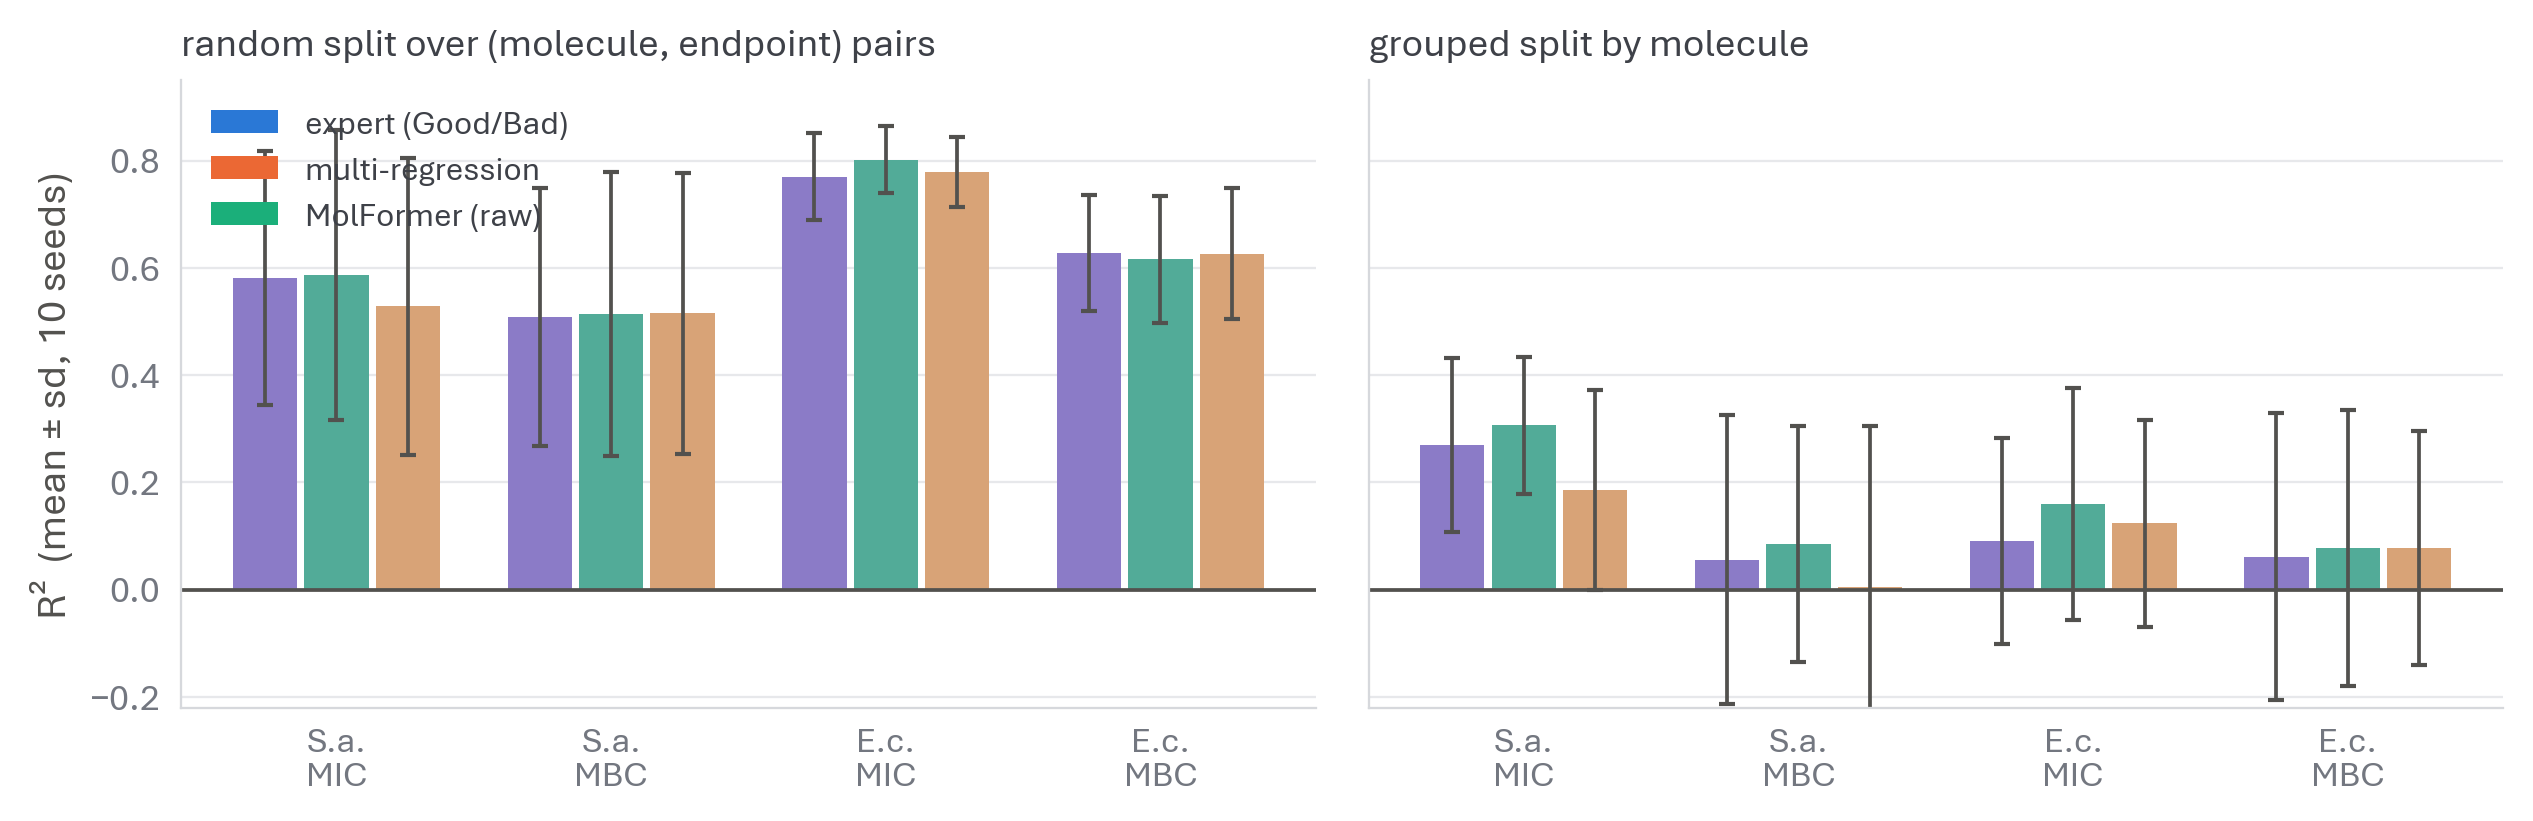 random split over (molecule, endpoint) pairs
grouped split by molecule
expert (Good/Bad)
multi-regression
MolFormer (raw)
R² (mean ± sd, 10 seeds)
0.8
0.6
0.4
0.2
0.0
−0.2
S.a.
MIC
S.a.
MBC
E.c.
MIC
E.c.
MBC
S.a.
MIC
S.a.
MBC
E.c.
MIC
E.c.
MBC